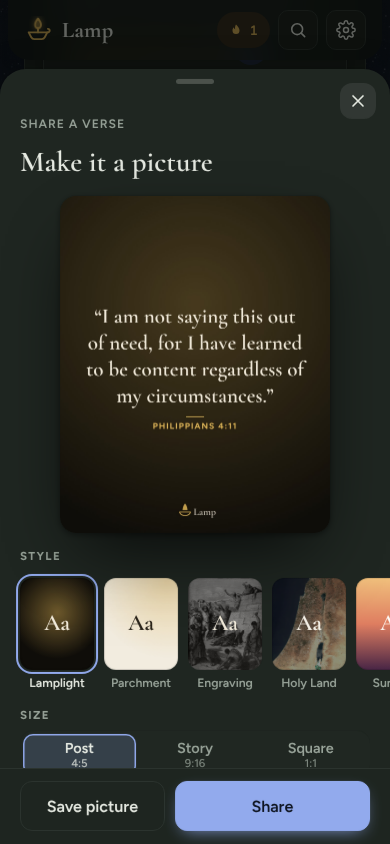 Lamp
1
SHARE A VERSE
Make it a picture
“I am not saying this out
of need, for I have learned
to be content regardless of
my circumstances.”
PHILIPPIANS 4:11
Lamp
STYLE
Aa
Aa
Aa
Aa
Lamplight
Parchment
Engraving
Holy Land
SIZE
Post
4:5
Story
9:16
Square
1:1
Save picture
Share